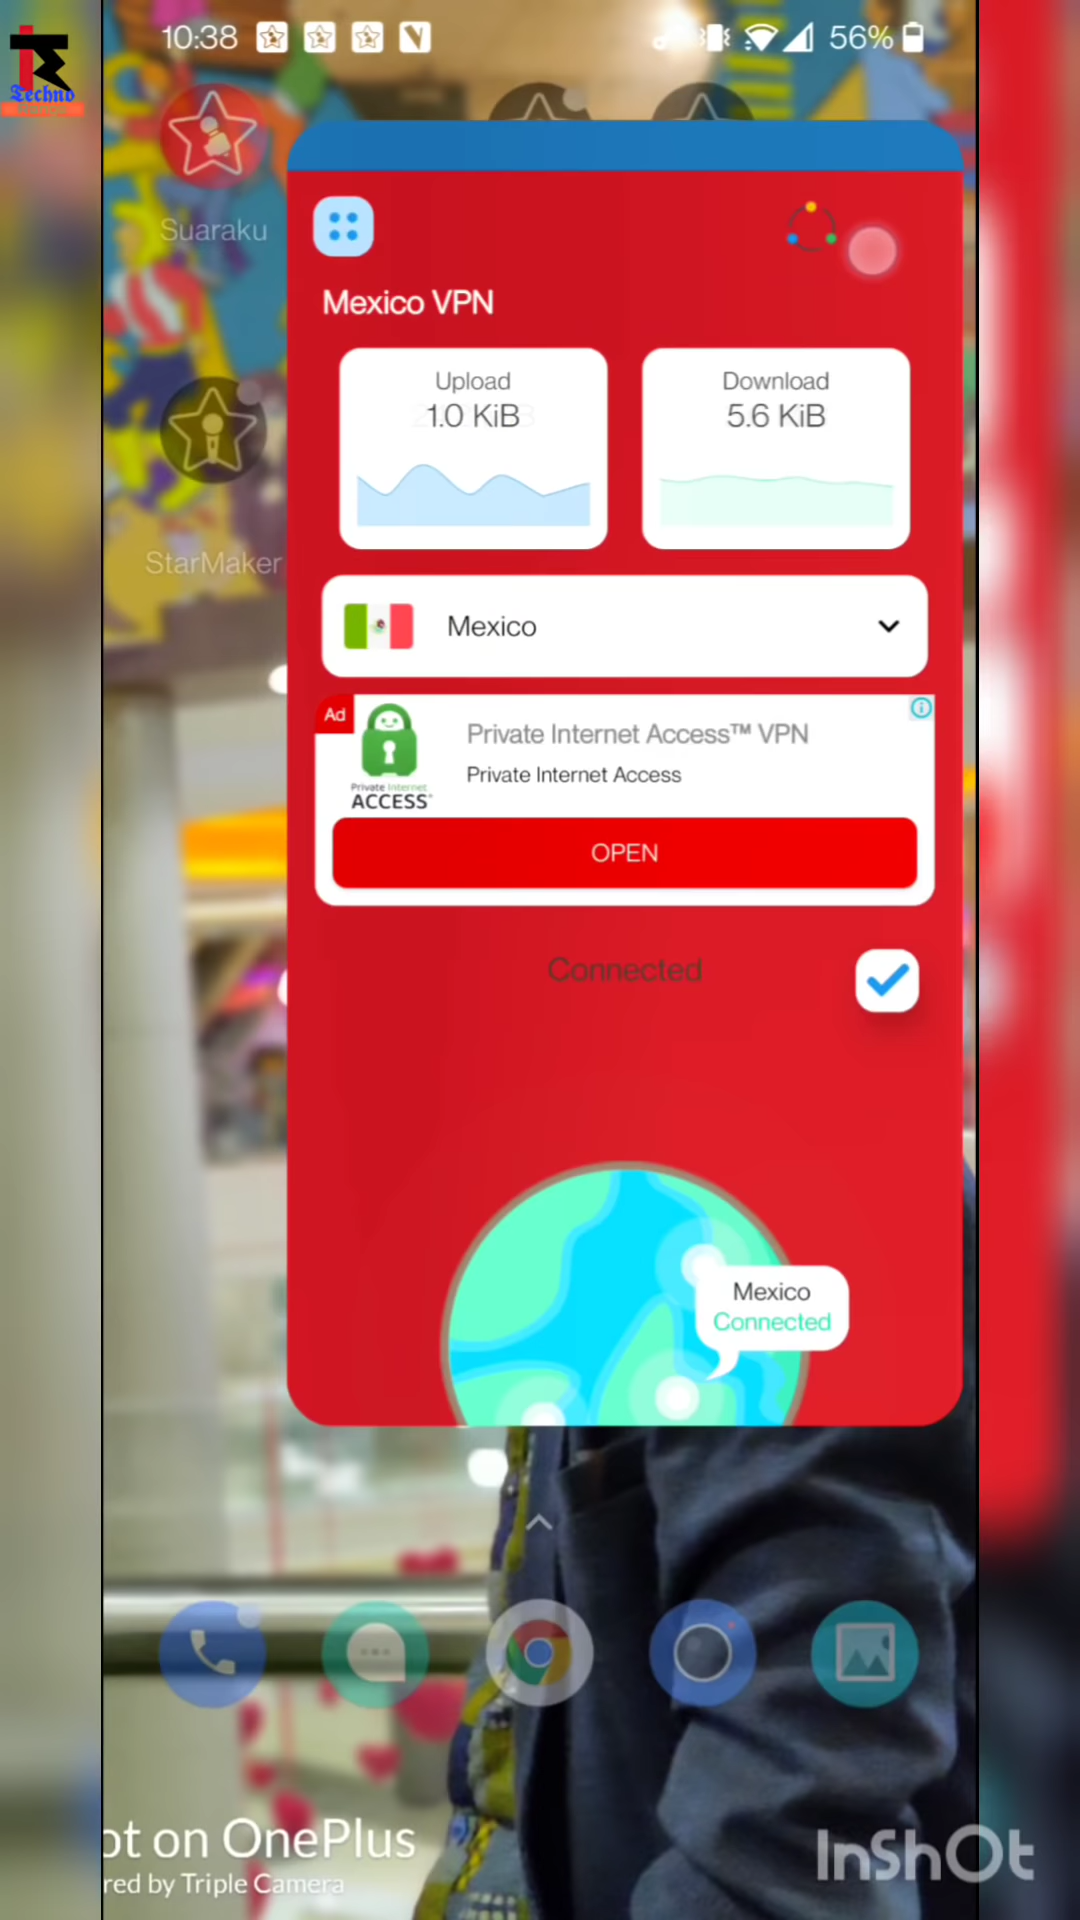 Techno
10:38
56%
Suaraku
Mexico VPN
Upload
1.0 KiB
Download
5.6 KiB
StarMaker
Mexico
Ad
Private Internet Access™ VPN
Private Internet Access
Private Internet
ACCESS
OPEN
Connected
Mexico
Connected
ot on OnePlus
red by Triple Camera
InShOt